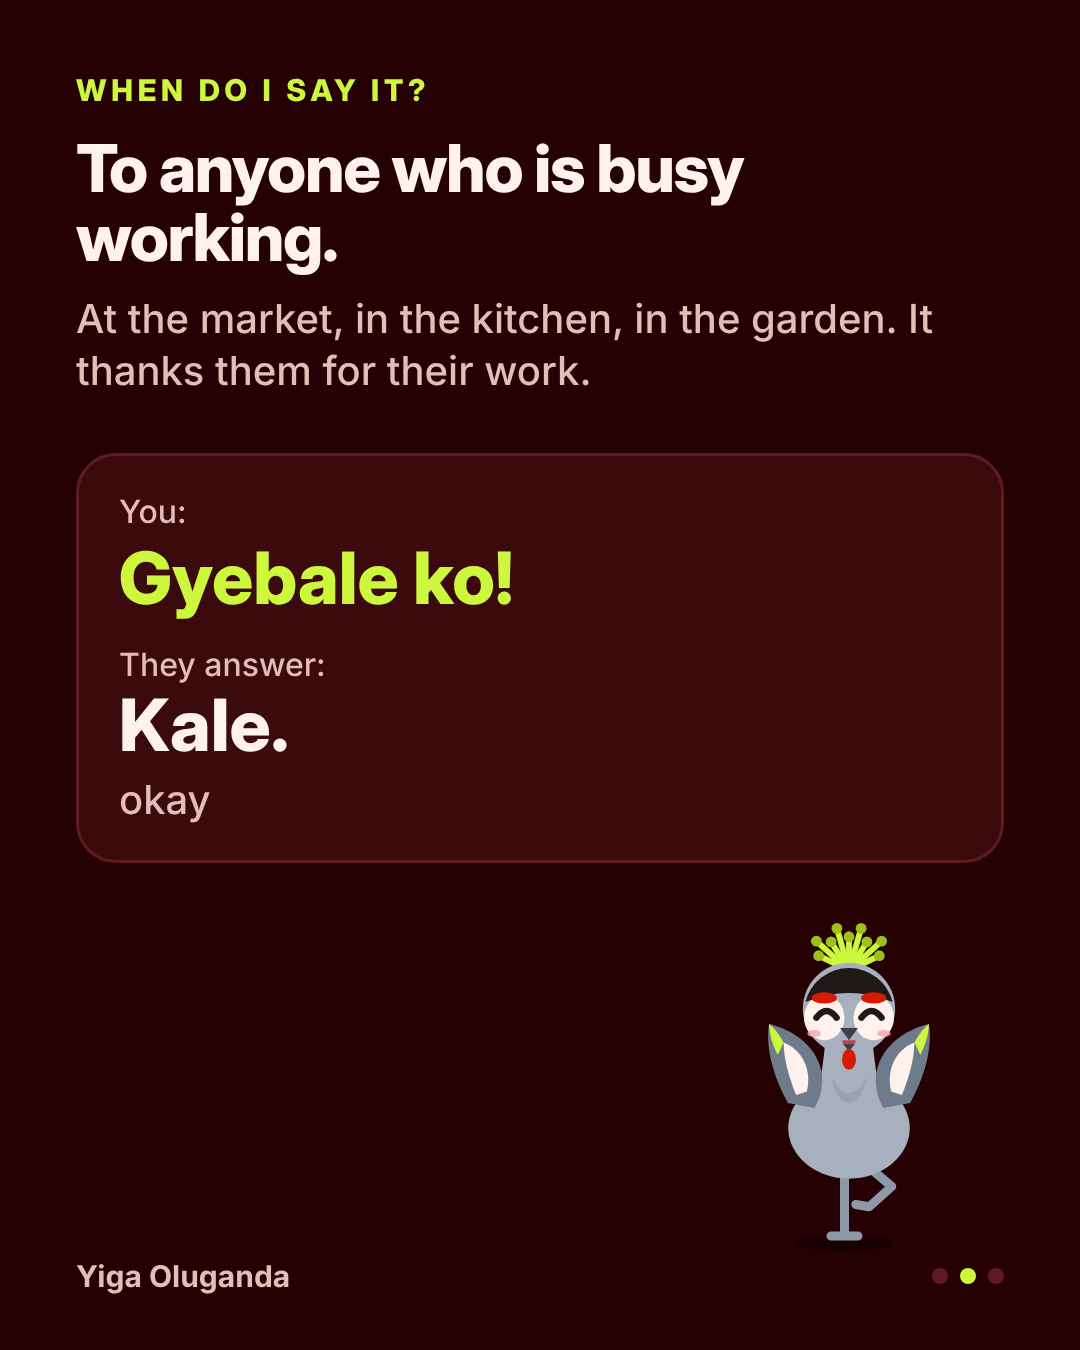 WHEN DO I SAY IT?
To anyone who is busy
working.
At the market, in the kitchen, in the garden. It
thanks them for their work.
You:
Gyebale ko!
They answer:
Kale.
okay
Yiga Oluganda